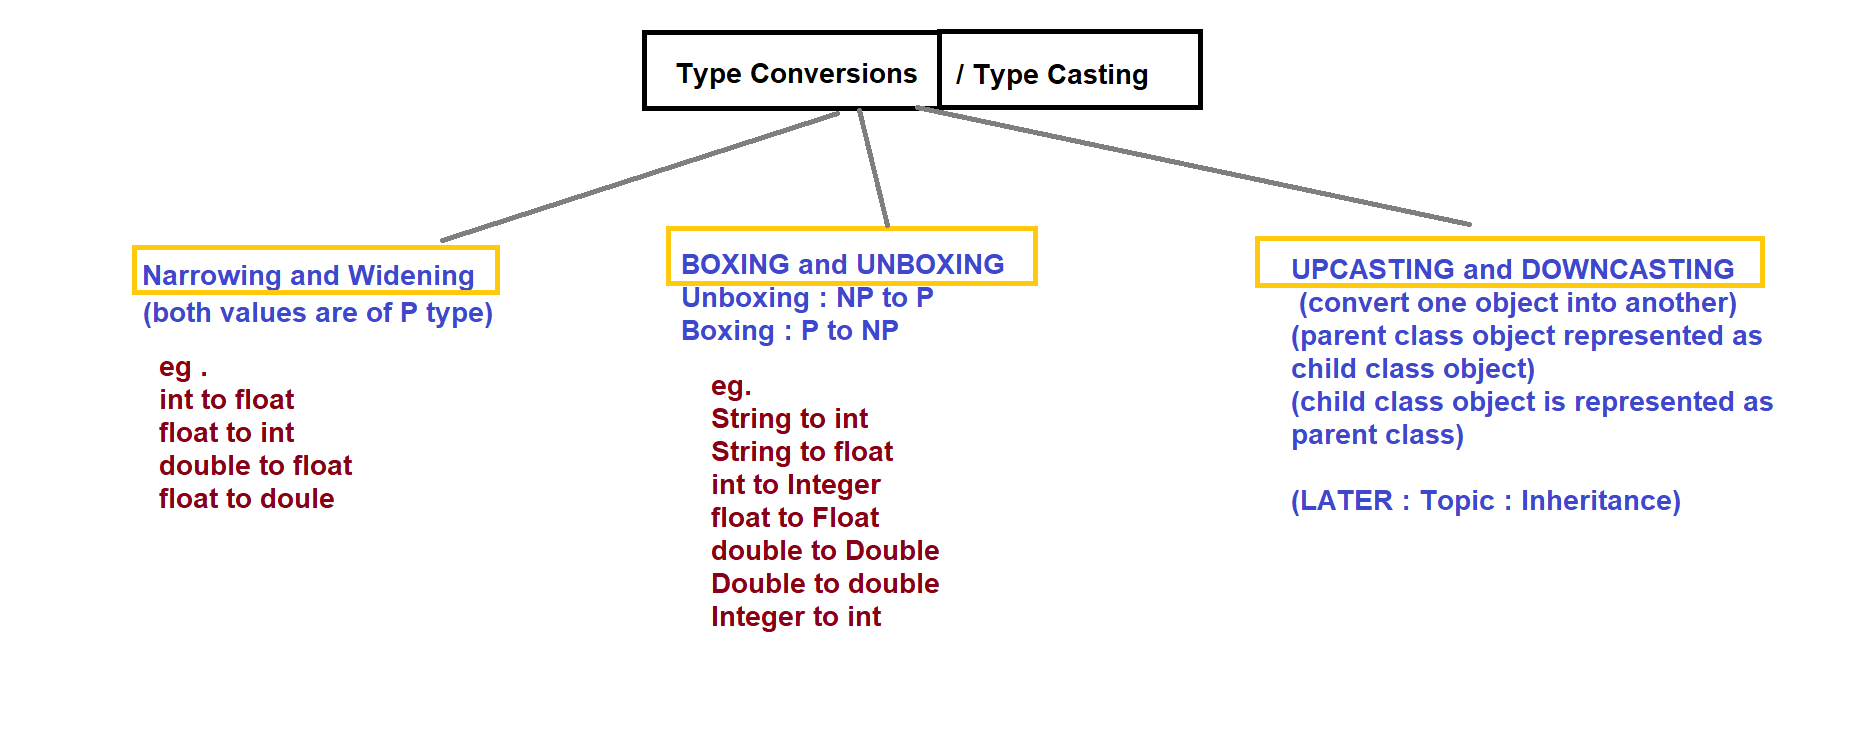 Type Conversions / Type Casting
Narrowing and Widening
(both values are of P type)
eg .
int to float
float to int
double to float
float to doule
BOXING and UNBOXING
Unboxing : NP to P
Boxing : P to NP
eg.
String to int
String to float
int to Integer
float to Float
double to Double
Double to double
Integer to int
UPCASTING and DOWNCASTING
(convert one object into another)
(parent class object represented as
child class object)
(child class object is represented as
parent class)
(LATER : Topic : Inheritance)